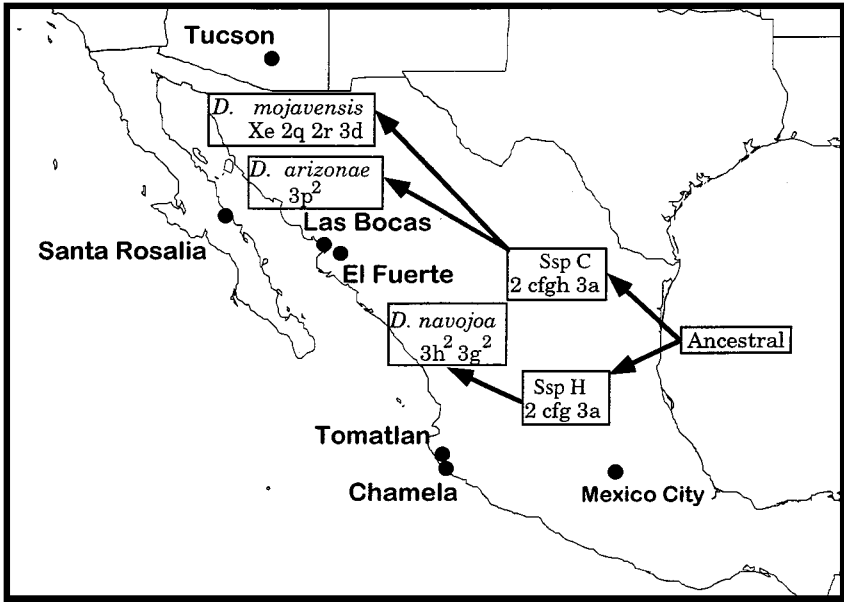 Tucson
D. mojavensis
Xe 2q 2r 3d
D. arizonae
3p²
Las Bocas
Santa Rosalia
El Fuerte
Ssp C
2 cfgh 3a
D. navojoa
3h² 3g²
Ancestral
Ssp H
2 cfg 3a
Tomatlan
Chamela
Mexico City